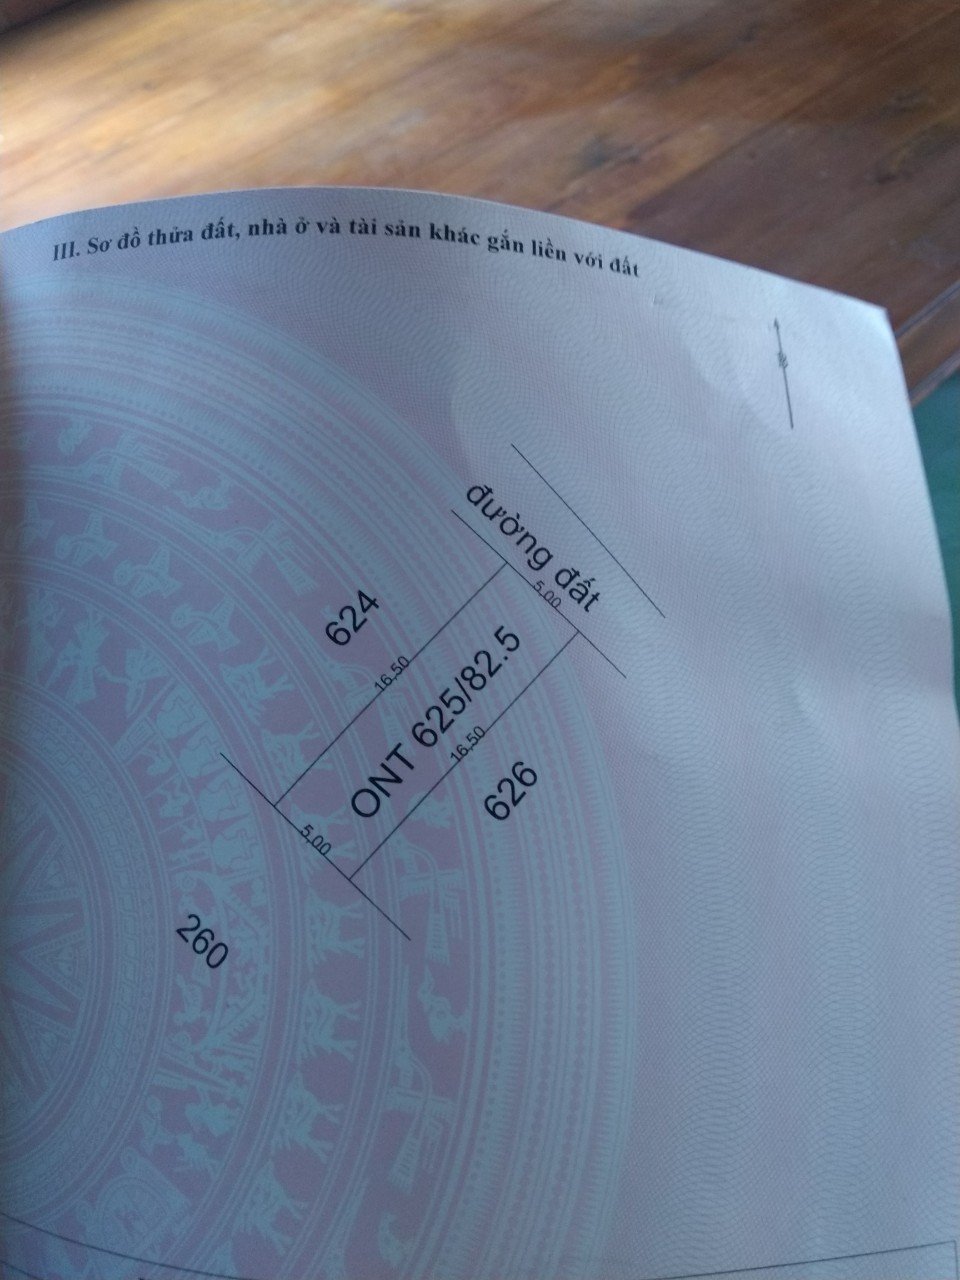 III. Sơ đồ thửa đất, nhà ở và tài sản khác gắn liền với đất
đường đất
5,00
624
16,50
ONT 625/82.5
16,50
626
5,00
260